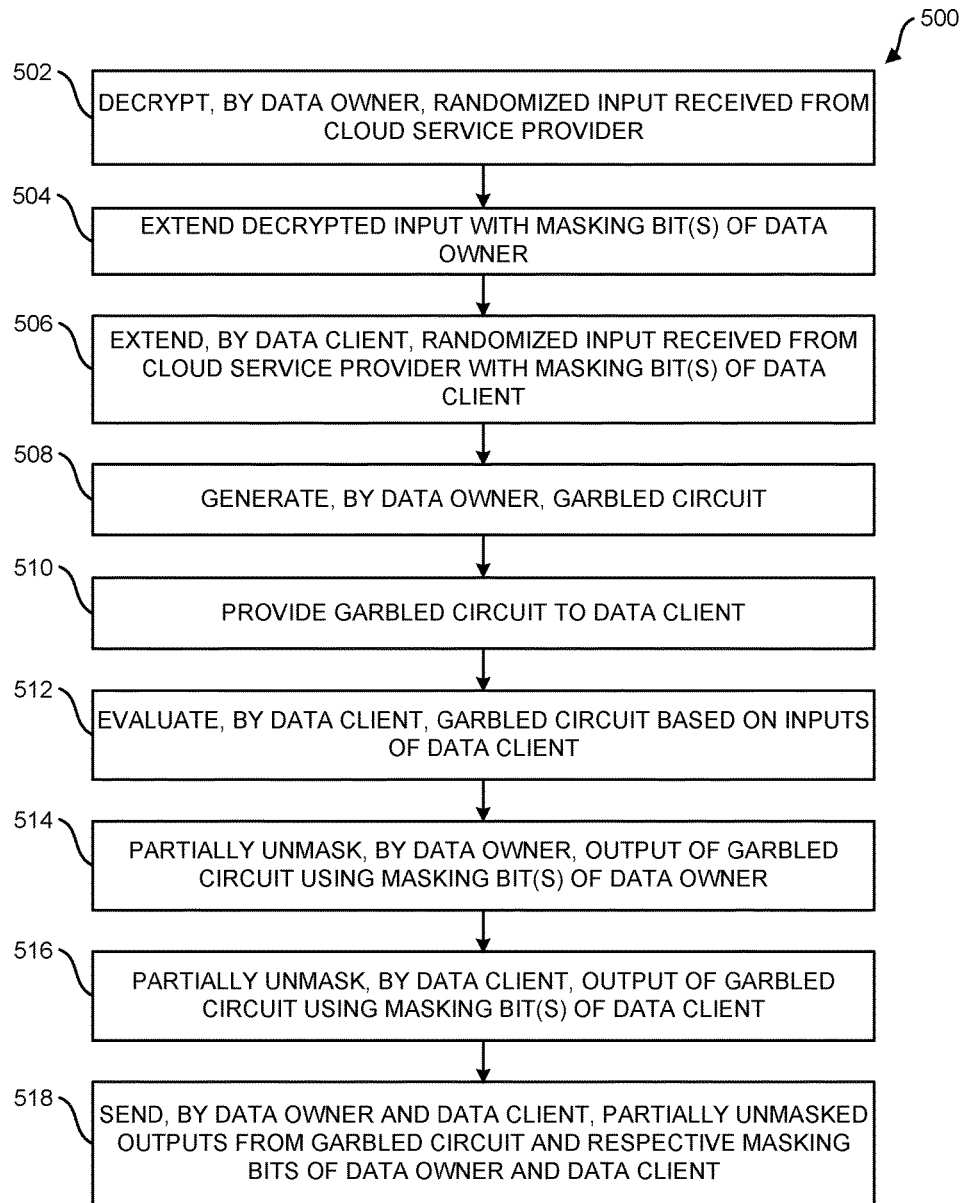 500
502
DECRYPT, BY DATA OWNER, RANDOMIZED INPUT RECEIVED FROM
CLOUD SERVICE PROVIDER
504
EXTEND DECRYPTED INPUT WITH MASKING BIT(S) OF DATA
OWNER
506
EXTEND, BY DATA CLIENT, RANDOMIZED INPUT RECEIVED FROM
CLOUD SERVICE PROVIDER WITH MASKING BIT(S) OF DATA
CLIENT
508
GENERATE, BY DATA OWNER, GARBLED CIRCUIT
510
PROVIDE GARBLED CIRCUIT TO DATA CLIENT
512
EVALUATE, BY DATA CLIENT, GARBLED CIRCUIT BASED ON INPUTS
OF DATA CLIENT
514
PARTIALLY UNMASK, BY DATA OWNER, OUTPUT OF GARBLED
CIRCUIT USING MASKING BIT(S) OF DATA OWNER
516
PARTIALLY UNMASK, BY DATA CLIENT, OUTPUT OF GARBLED
CIRCUIT USING MASKING BIT(S) OF DATA CLIENT
518
SEND, BY DATA OWNER AND DATA CLIENT, PARTIALLY UNMASKED
OUTPUTS FROM GARBLED CIRCUIT AND RESPECTIVE MASKING
BITS OF DATA OWNER AND DATA CLIENT